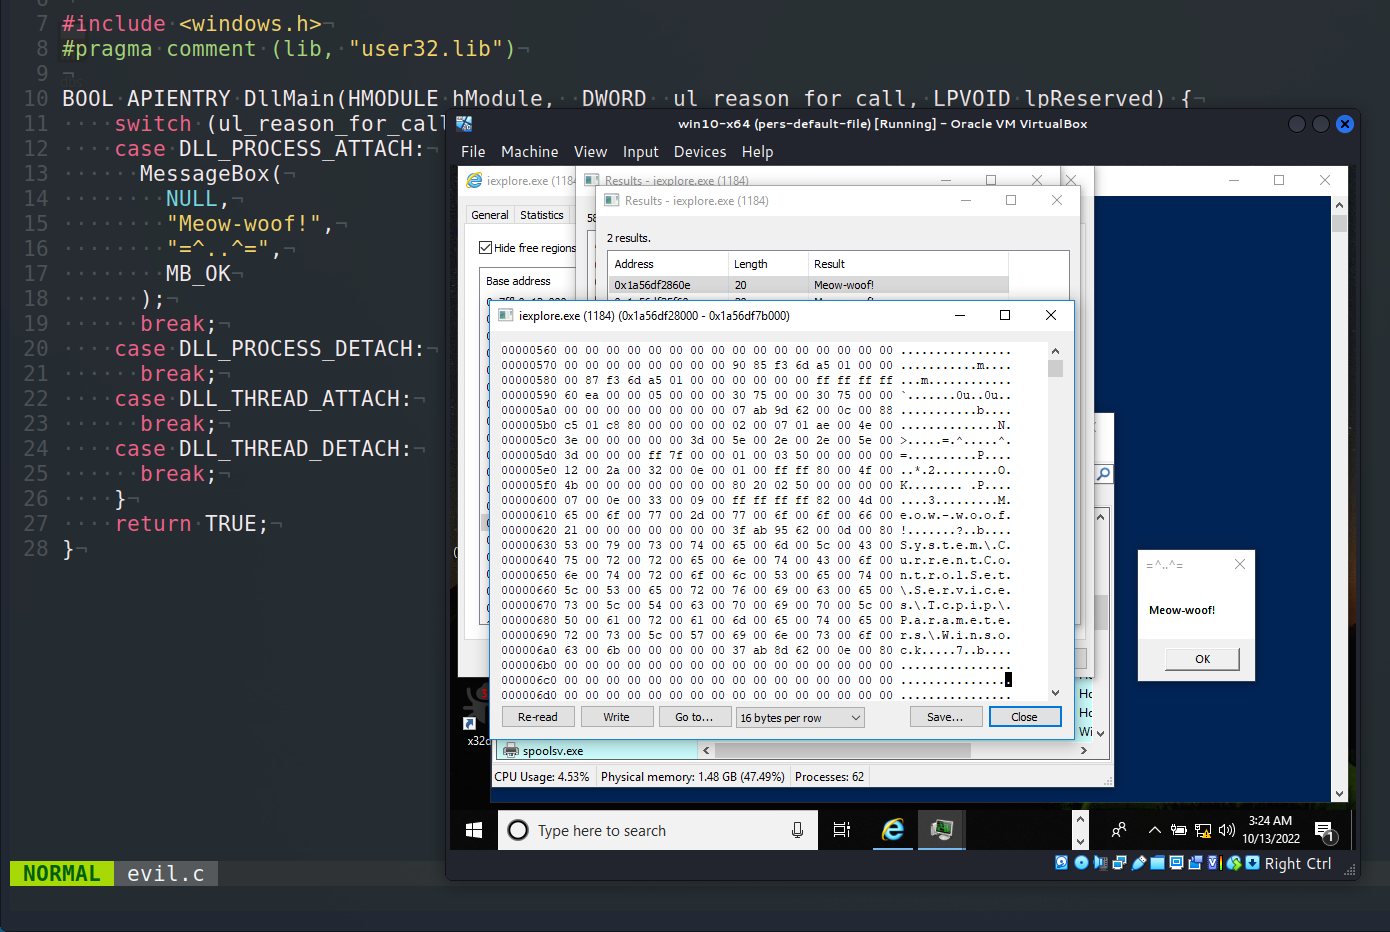 6
7 #include <windows.h>¬
8 #pragma comment (lib, "user32.lib")¬
9 ¬
10 BOOL APIENTRY DllMain(HMODULE hModule,  DWORD  ul_reason_for_call, LPVOID lpReserved) {¬
11 ····switch (ul_reason_for_cal
12 ····case DLL_PROCESS_ATTACH:¬
13 ······MessageBox(¬
14 ········NULL,¬
15 ········"Meow-woof!",¬
16 ········"=^..^=",¬
17 ········MB_OK¬
18 ······);¬
19 ······break;¬
20 ····case DLL_PROCESS_DETACH:¬
21 ······break;¬
22 ····case DLL_THREAD_ATTACH:¬
23 ······break;¬
24 ····case DLL_THREAD_DETACH:¬
25 ······break;¬
26 ····}¬
27 ····return TRUE;¬
28 }¬
NORMAL evil.c
win10-x64 (pers-default-file) [Running] - Oracle VM VirtualBox
File Machine View Input Devices Help
iexplore.exe (1184
Results - iexplore.exe (1184)
Results - iexplore.exe (1184)
General Statistics
58
Hide free regions
Base address
2 results.
Address Length Result
0x1a56df2860e 20 Meow-woof!
iexplore.exe (1184) (0x1a56df28000 - 0x1a56df7b000)
00000560 00 00 00 00 00 00 00 00 00 00 00 00 00 00 00 00 ................
00000570 00 00 00 00 00 00 00 00 90 85 f3 6d a5 01 00 00 ...........m....
00000580 00 87 f3 6d a5 01 00 00 00 00 00 00 ff ff ff ff ...m............
00000590 60 ea 00 00 05 00 00 00 30 75 00 00 30 75 00 00 `.......0u..0u..
000005a0 00 00 00 00 00 00 00 00 07 ab 9d 62 00 0c 00 88 ...........b....
000005b0 c5 01 c8 80 00 00 00 00 02 00 07 01 ae 00 4e 00 ..............N.
000005c0 3e 00 00 00 00 00 3d 00 5e 00 2e 00 2e 00 5e 00 >.....=.^.....^.
000005d0 3d 00 00 00 ff 7f 00 00 01 00 03 50 00 00 00 00 =..........P....
000005e0 12 00 2a 00 32 00 0e 00 01 00 ff ff 80 00 4f 00 ..*.2.........O.
000005f0 4b 00 00 00 00 00 00 00 80 20 02 50 00 00 00 00 K........ .P....
00000600 07 00 0e 00 33 00 09 00 ff ff ff ff 82 00 4d 00 ....3.........M.
00000610 65 00 6f 00 77 00 2d 00 77 00 6f 00 6f 00 66 00 e.o.w.-.w.o.o.f.
00000620 21 00 00 00 00 00 00 00 3f ab 95 62 00 0d 00 80 !.......?..b....
00000630 53 00 79 00 73 00 74 00 65 00 6d 00 5c 00 43 00 S.y.s.t.e.m.\.C.
00000640 75 00 72 00 72 00 65 00 6e 00 74 00 43 00 6f 00 u.r.r.e.n.t.C.o.
00000650 6e 00 74 00 72 00 6f 00 6c 00 53 00 65 00 74 00 n.t.r.o.l.S.e.t.
00000660 5c 00 53 00 65 00 72 00 76 00 69 00 63 00 65 00 \.S.e.r.v.i.c.e.
00000670 73 00 5c 00 54 00 63 00 70 00 69 00 70 00 5c 00 s.\.T.c.p.i.p.\.
00000680 50 00 61 00 72 00 61 00 6d 00 65 00 74 00 65 00 P.a.r.a.m.e.t.e.
00000690 72 00 73 00 5c 00 57 00 69 00 6e 00 73 00 6f 00 r.s.\.W.i.n.s.o.
000006a0 63 00 6b 00 00 00 00 00 37 ab 8d 62 00 0e 00 80 c.k.....7..b....
000006b0 00 00 00 00 00 00 00 00 00 00 00 00 00 00 00 00 ................
000006c0 00 00 00 00 00 00 00 00 00 00 00 00 00 00 00 00 ................
000006d0 00 00 00 00 00 00 00 00 00 00 00 00 00 00 00 00 ................
Re-read Write Go to... 16 bytes per row Save... Close
=^..^=
Meow-woof!
OK
Hc
Hc
Wi
x32d
spoolsv.exe
CPU Usage: 4.53% Physical memory: 1.48 GB (47.49%) Processes: 62
Type here to search
3:24 AM
10/13/2022
1
Right Ctrl